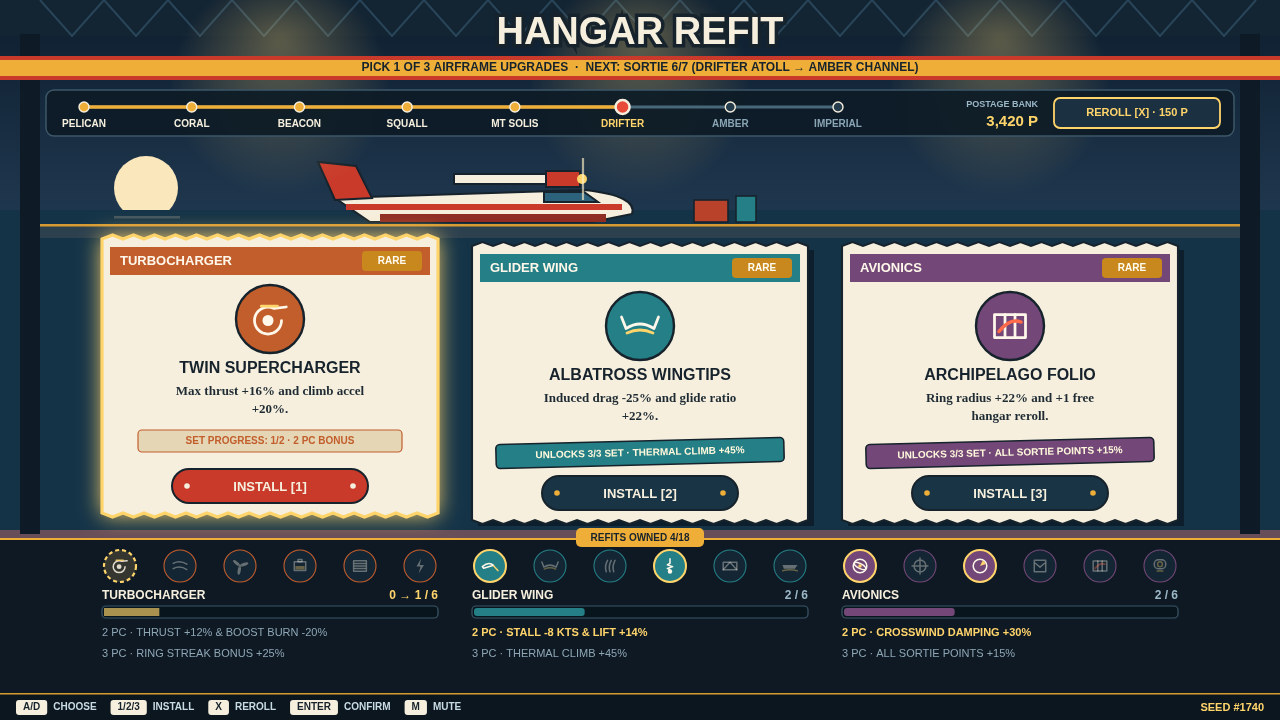 HANGAR REFIT
PICK 1 OF 3 AIRFRAME UPGRADES · NEXT: SORTIE 6/7 (DRIFTER ATOLL → AMBER CHANNEL)
PELICAN
CORAL
BEACON
SQUALL
MT SOLIS
DRIFTER
AMBER
IMPERIAL
POSTAGE BANK
3,420 P
REROLL [X] · 150 P
TURBOCHARGER
RARE
TWIN SUPERCHARGER
Max thrust +16% and climb accel
+20%.
SET PROGRESS: 1/2 · 2 PC BONUS
INSTALL [1]
GLIDER WING
RARE
ALBATROSS WINGTIPS
Induced drag -25% and glide ratio
+22%.
UNLOCKS 3/3 SET · THERMAL CLIMB +45%
INSTALL [2]
AVIONICS
RARE
ARCHIPELAGO FOLIO
Ring radius +22% and +1 free
hangar reroll.
UNLOCKS 3/3 SET · ALL SORTIE POINTS +15%
INSTALL [3]
REFITS OWNED 4/18
TURBOCHARGER
0 → 1 / 6
2 PC · THRUST +12% & BOOST BURN -20%
3 PC · RING STREAK BONUS +25%
GLIDER WING
2 / 6
2 PC · STALL -8 KTS & LIFT +14%
3 PC · THERMAL CLIMB +45%
AVIONICS
2 / 6
2 PC · CROSSWIND DAMPING +30%
3 PC · ALL SORTIE POINTS +15%
A/D CHOOSE 1/2/3 INSTALL X REROLL ENTER CONFIRM M MUTE
SEED #1740